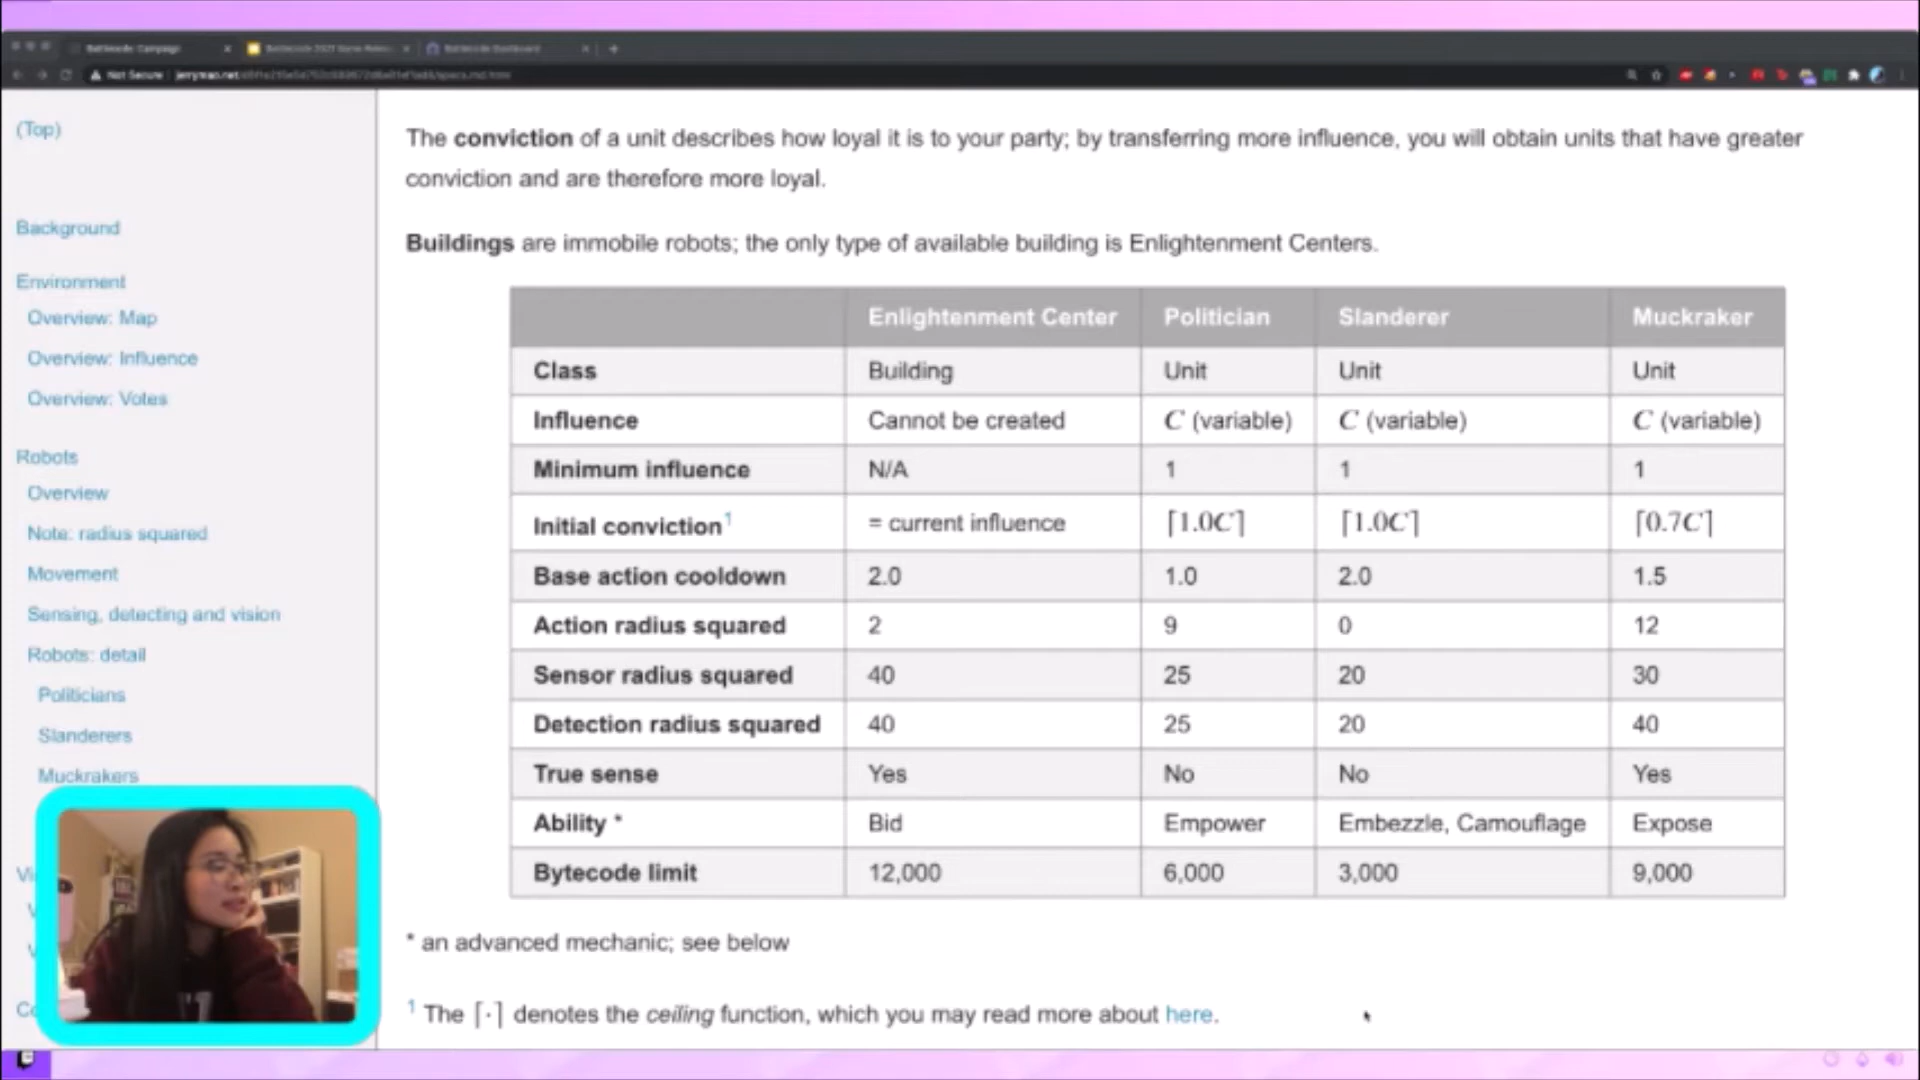 Battlecode Campaign
Battlecode Dashboard
Not Secure
(Top)
Background
Environment
Overview: Map
Overview: Influence
Overview: Votes
Robots
Overview
Note: radius squared
Movement
Sensing, detecting and vision
Robots: detail
Politicians
Slanderers
Muckrakers
The conviction of a unit describes how loyal it is to your party; by transferring more influence, you will obtain units that have greater
conviction and are therefore more loyal.
Buildings are immobile robots; the only type of available building is Enlightenment Centers.
Enlightenment Center Politician Slanderer Muckraker
Class Building Unit Unit Unit
Influence Cannot be created C (variable) C (variable) C (variable)
Minimum influence N/A 1 1 1
Initial conviction¹ = current influence ⌈1.0C⌉ ⌈1.0C⌉ ⌈0.7C⌉
Base action cooldown 2.0 1.0 2.0 1.5
Action radius squared 2 9 0 12
Sensor radius squared 40 25 20 30
Detection radius squared 40 25 20 40
True sense Yes No No Yes
Ability * Bid Empower Embezzle, Camouflage Expose
Bytecode limit 12,000 6,000 3,000 9,000
* an advanced mechanic; see below
¹ The ⌈·⌉ denotes the ceiling function, which you may read more about here.